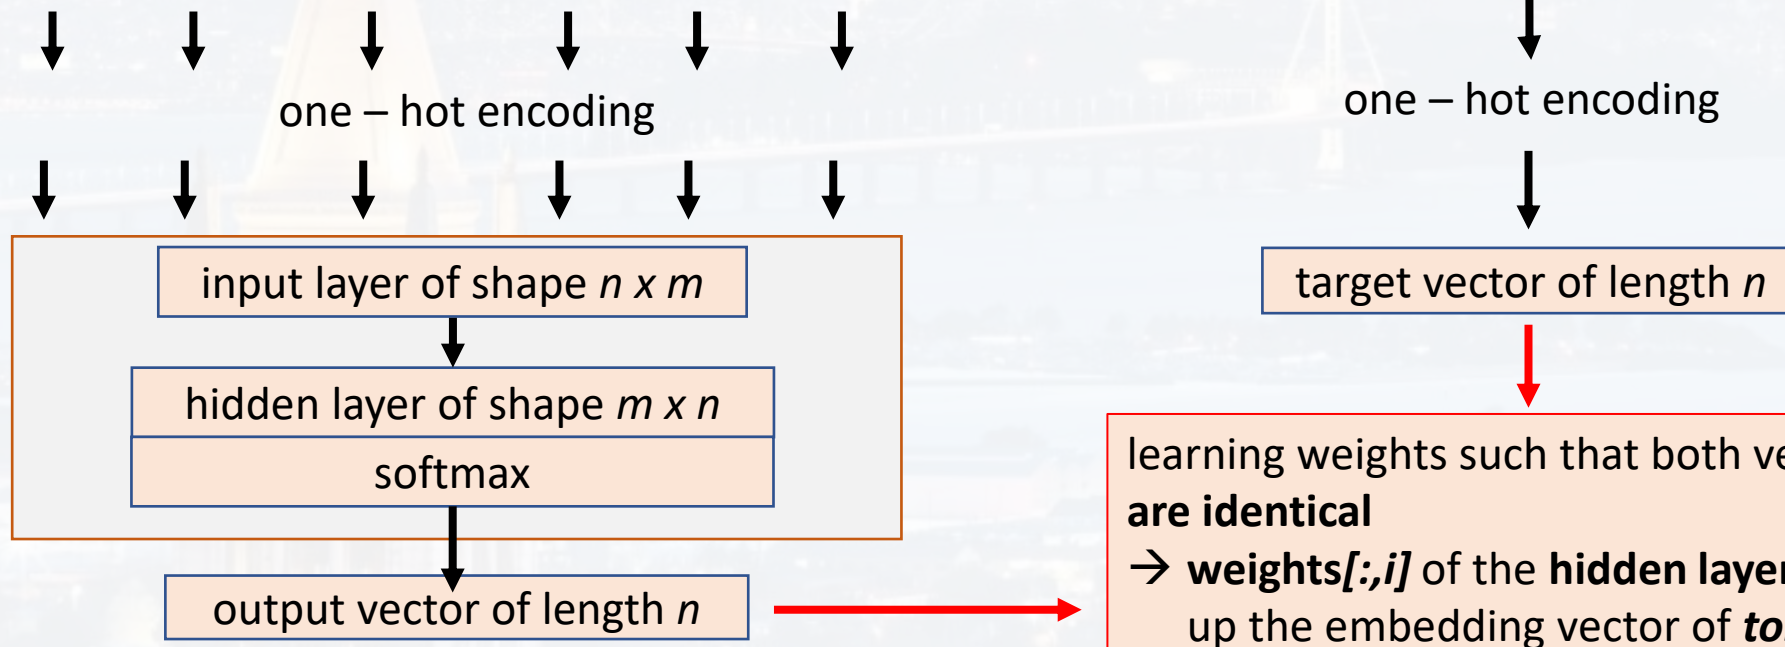 one – hot encoding
one – hot encoding
input layer of shape n x m
target vector of length n
hidden layer of shape m x n
softmax
output vector of length n
learning weights such that both
are identical
→ weights[:,i] of the hidden layer
up the embedding vector of